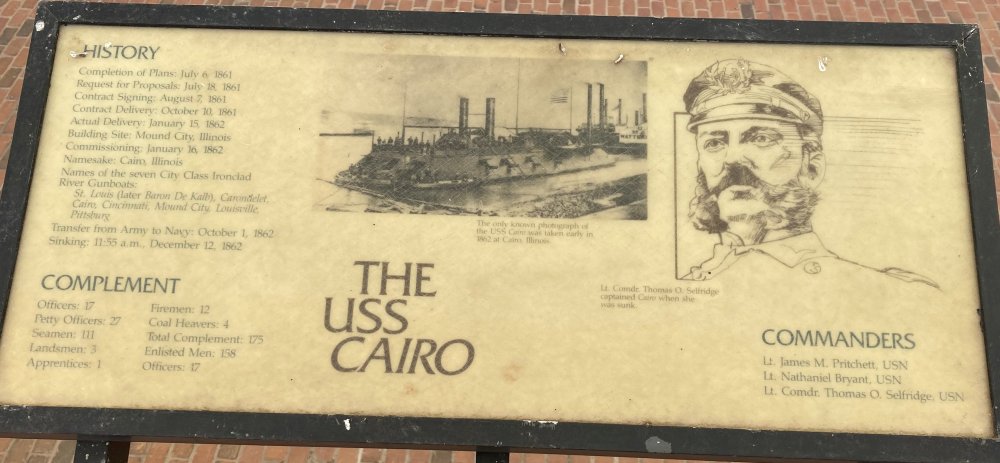 HISTORY
Completion of Plans: July 6, 1861
Request for Proposals: July 18, 1861
Contract Signing: August 7, 1861
Contract Delivery: October 10, 1861
Actual Delivery: January 15, 1862
Building Site: Mound City, Illinois
Commissioning: January 16, 1862
Namesake: Cairo, Illinois
Names of the seven City Class Ironclad
River Gunboats:
St. Louis (later Baron De Kalb), Carondelet,
Cairo, Cincinnati, Mound City, Louisville,
Pittsburg
Transfer from Army to Navy: October 1, 1862
Sinking: 11:55 a.m., December 12, 1862
COMPLEMENT
Officers: 17
Petty Officers: 27
Seamen: 111
Landsmen: 3
Apprentices: 1
Firemen: 12
Coal Heavers: 4
Total Complement: 175
Enlisted Men: 158
Officers: 17
The only known photograph of
the USS Cairo was taken early in
1862 at Cairo, Illinois.
THE
USS
CAIRO
Lt. Comdr. Thomas O. Selfridge
captained Cairo when she
was sunk.
COMMANDERS
Lt. James M. Pritchett, USN
Lt. Nathaniel Bryant, USN
Lt. Comdr. Thomas O. Selfridge, USN